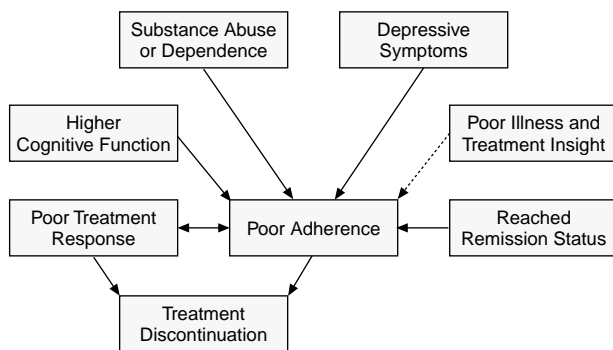 Substance Abuse
or Dependence
Depressive
Symptoms
Higher
Cognitive Function
Poor Illness and
Treatment Insight
Poor Treatment
Response
Poor Adherence
Reached
Remission Status
Treatment
Discontinuation